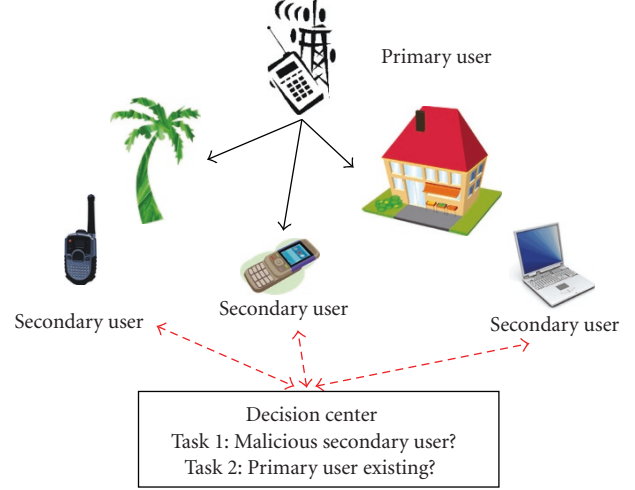 Primary user
Secondary user
Secondary user
Secondary user
Decision center
Task 1: Malicious secondary user?
Task 2: Primary user existing?